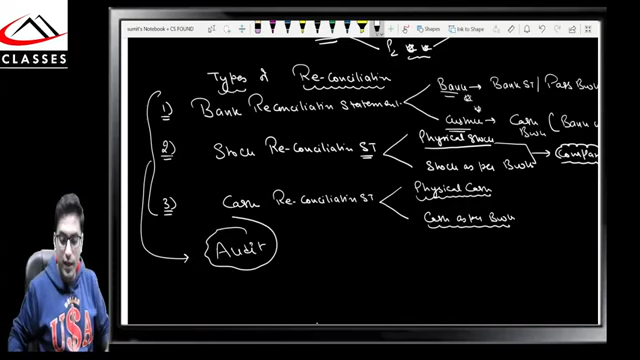 CLASSES
sumit's Notebook » CS FOUND
Shapes
Ink to Shape
Types of Re-conciliation
1) Bank Reconciliation Statement
Bank → Bank ST/ Pass Book
Customer → Cash Book (Bank
2) Stock Re-conciliation ST
Physical Stock
Stock as per Book
Compar
3) Cash Re-conciliation ST
Physical Cash
Cash as per Book
Audit
USA